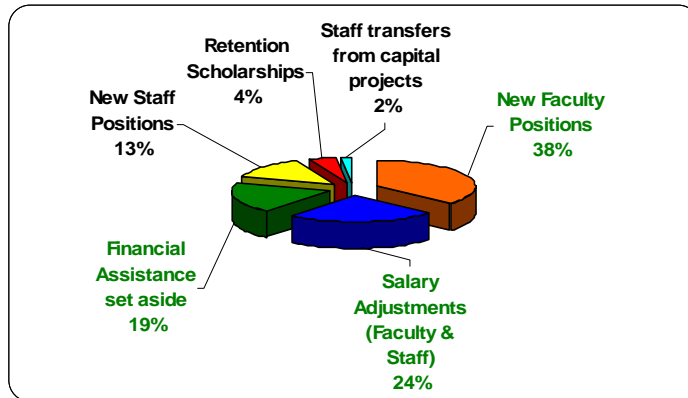 Staff transfers
from capital
projects
2%
Retention
Scholarships
4%
New Staff
Positions
13%
New Faculty
Positions
38%
Financial
Assistance
set aside
19%
Salary
Adjustments
(Faculty &
Staff)
24%